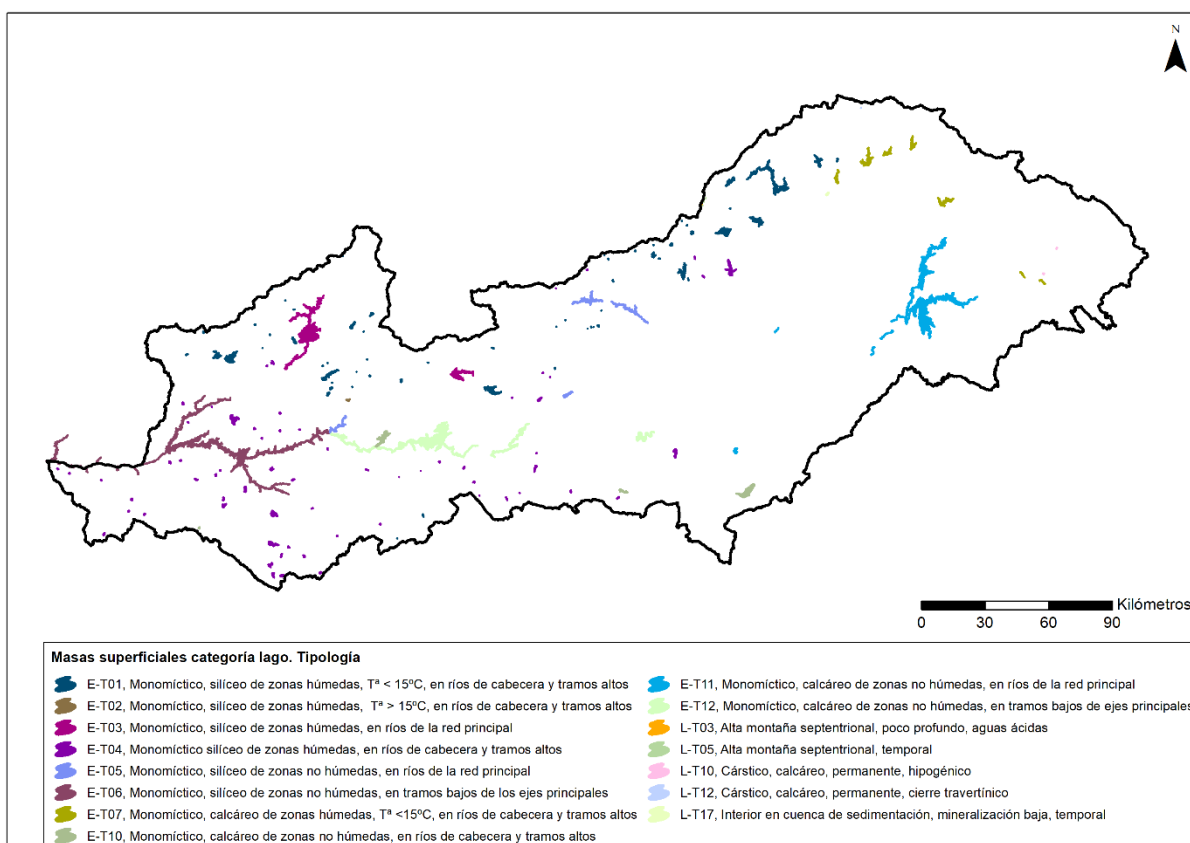 N
Kilómetros
0 30 60 90
Masas superficiales categoría lago. Tipología
E-T01, Monomíctico, silíceo de zonas húmedas, Tª < 15ºC, en ríos de cabecera y tramos altos
E-T02, Monomíctico, silíceo de zonas húmedas, Tª > 15ºC, en ríos de cabecera y tramos altos
E-T03, Monomíctico, silíceo de zonas húmedas, en ríos de la red principal
E-T04, Monomíctico silíceo de zonas húmedas, en ríos de cabecera y tramos altos
E-T05, Monomíctico, silíceo de zonas no húmedas, en ríos de la red principal
E-T06, Monomíctico, silíceo de zonas no húmedas, en tramos bajos de los ejes principales
E-T07, Monomíctico, calcáreo de zonas húmedas, Tª <15ºC, en ríos de cabecera y tramos altos
E-T10, Monomíctico, calcáreo de zonas no húmedas, en ríos de cabecera y tramos altos
E-T11, Monomíctico, calcáreo de zonas no húmedas, en ríos de la red principal
E-T12, Monomíctico, calcáreo de zonas no húmedas, en tramos bajos de ejes principales
L-T03, Alta montaña septentrional, poco profundo, aguas ácidas
L-T05, Alta montaña septentrional, temporal
L-T10, Cárstico, calcáreo, permanente, hipogénico
L-T12, Cárstico, calcáreo, permanente, cierre travertínico
L-T17, Interior en cuenca de sedimentación, mineralización baja, temporal